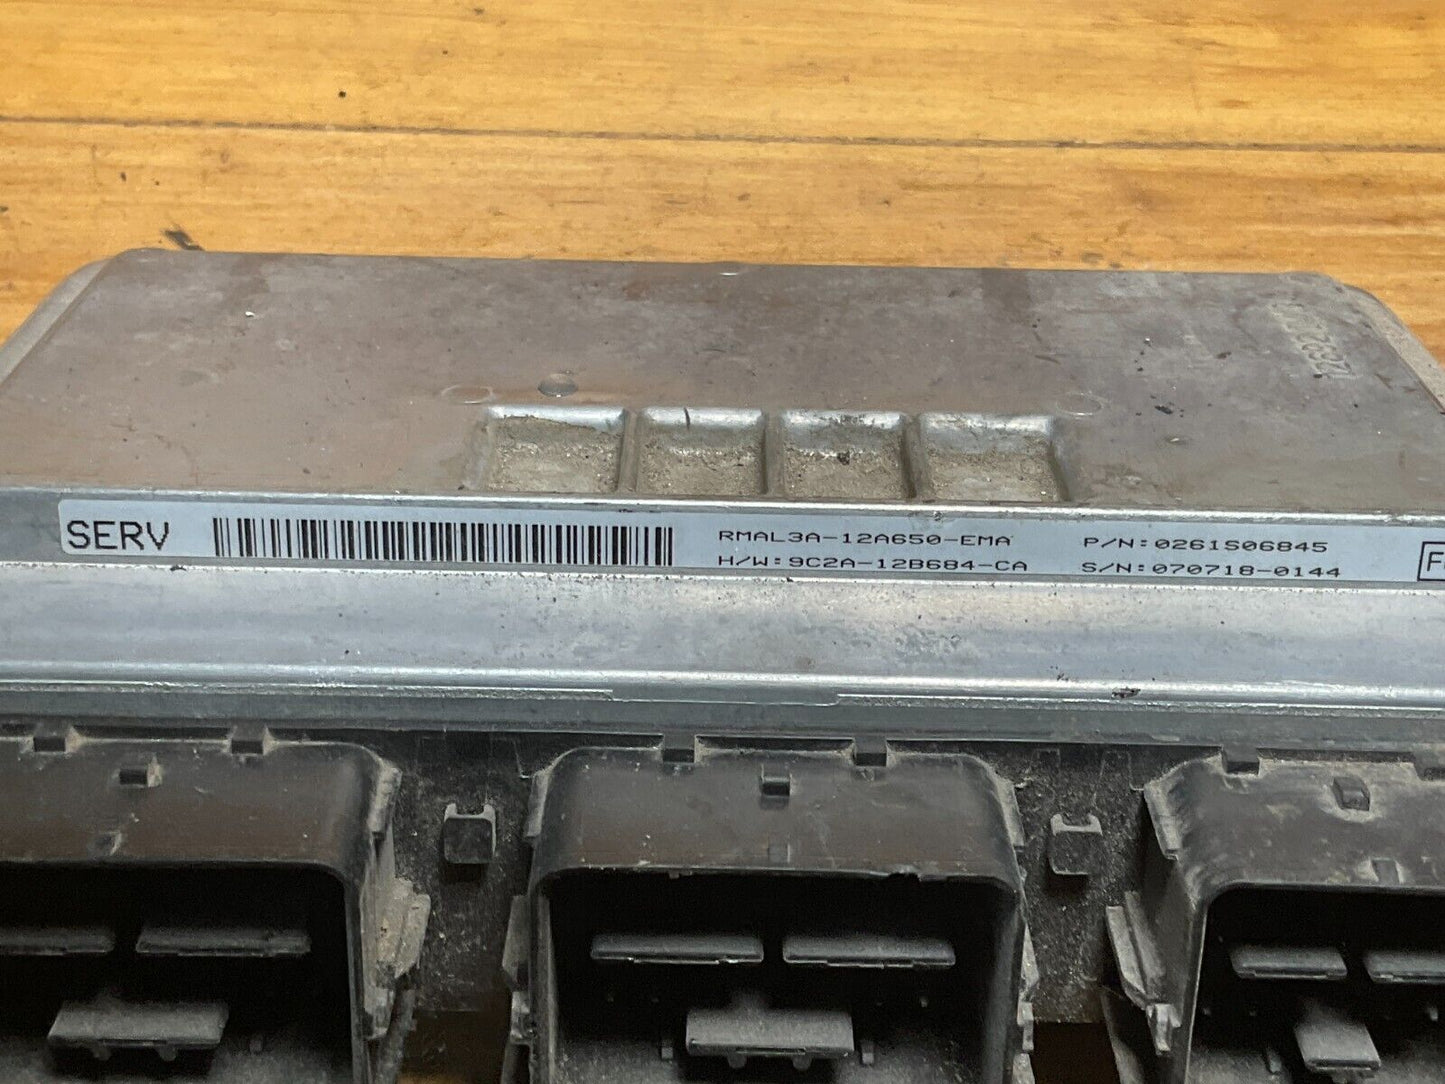 SERV
RMAL3A-12A650-EMA
H/W:9C2A-12B684-CA
P/N:0261S06845
S/N:070718-0144